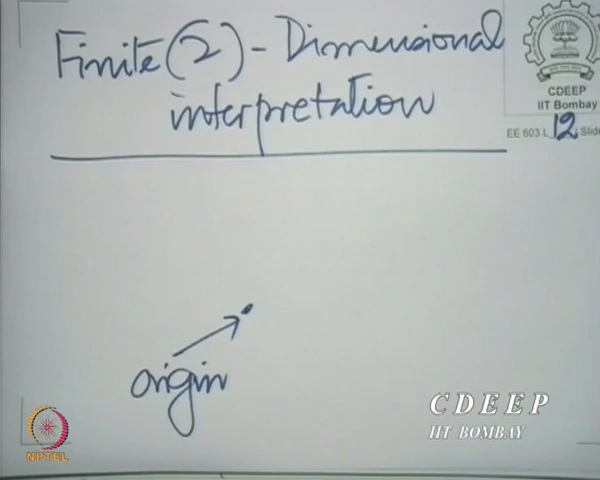 Finite (2) - Dimensional
interpretation
CDEEP
IIT Bombay
EE 603 L 12 Slide
origin
CDEEP
IIT BOMBAY
NPTEL